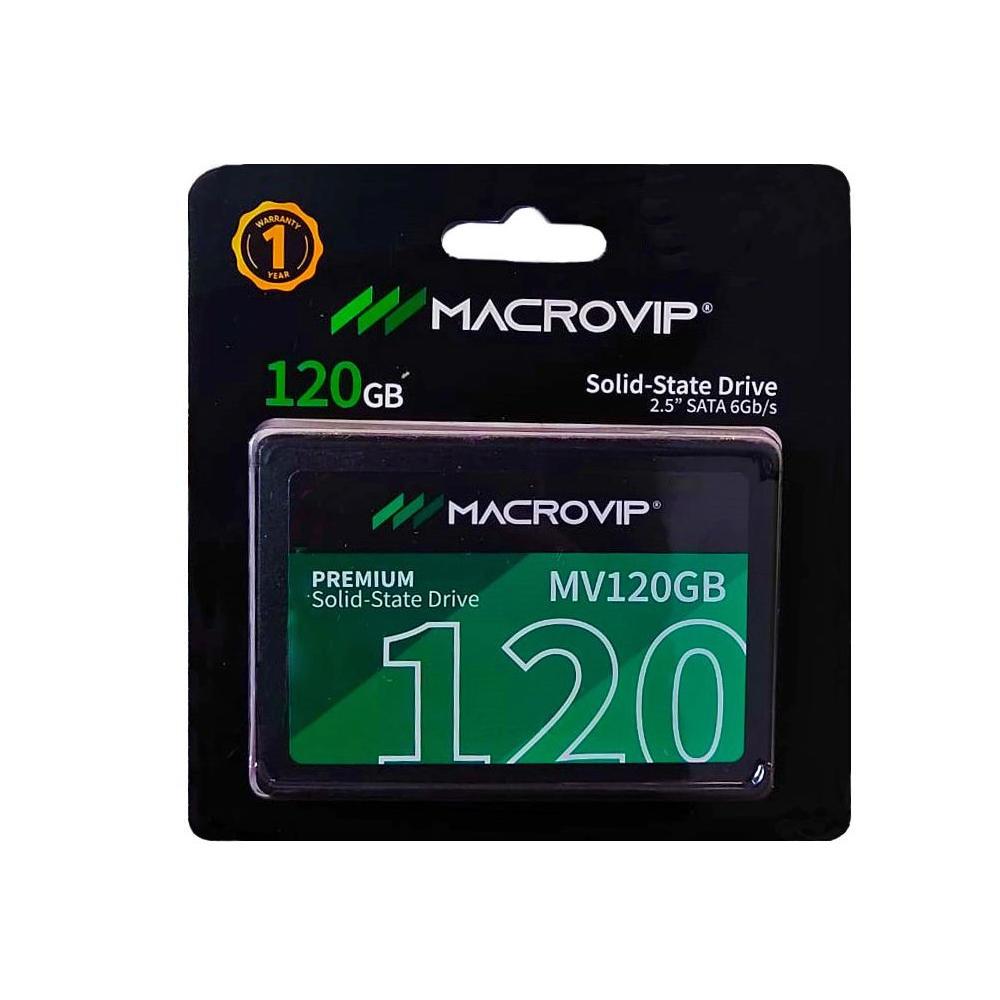 WARRANTY
1
YEAR
MACROVIP®
120GB
Solid-State Drive
2.5" SATA 6Gb/s
MACROVIP®
PREMIUM
Solid-State Drive
MV120GB
120